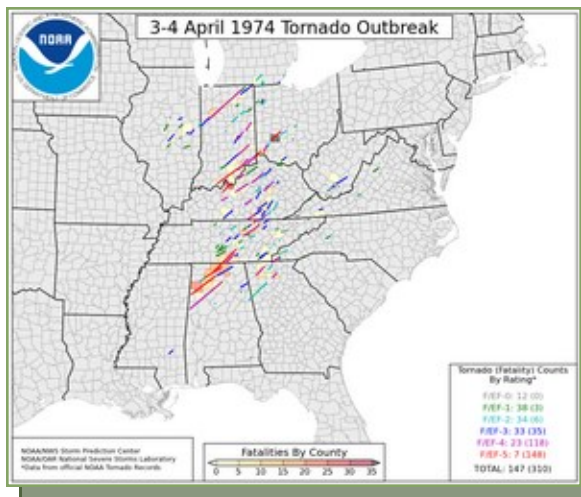 3-4 April 1974 Tornado Outbreak
NOAA
Tornado (Fatality) Counts
By Rating*
F/EF-0: 12 (0)
F/EF-1: 38 (3)
F/EF-2: 34 (6)
F/EF-3: 33 (35)
F/EF-4: 23 (118)
F/EF-5: 7 (148)
TOTAL: 147 (310)
NOAA/NWS Storm Prediction Center
NOAA/OAR National Severe Storms Laboratory
*Data from official NOAA Tornado Records
Fatalities By County
0 5 10 15 20 25 30 35